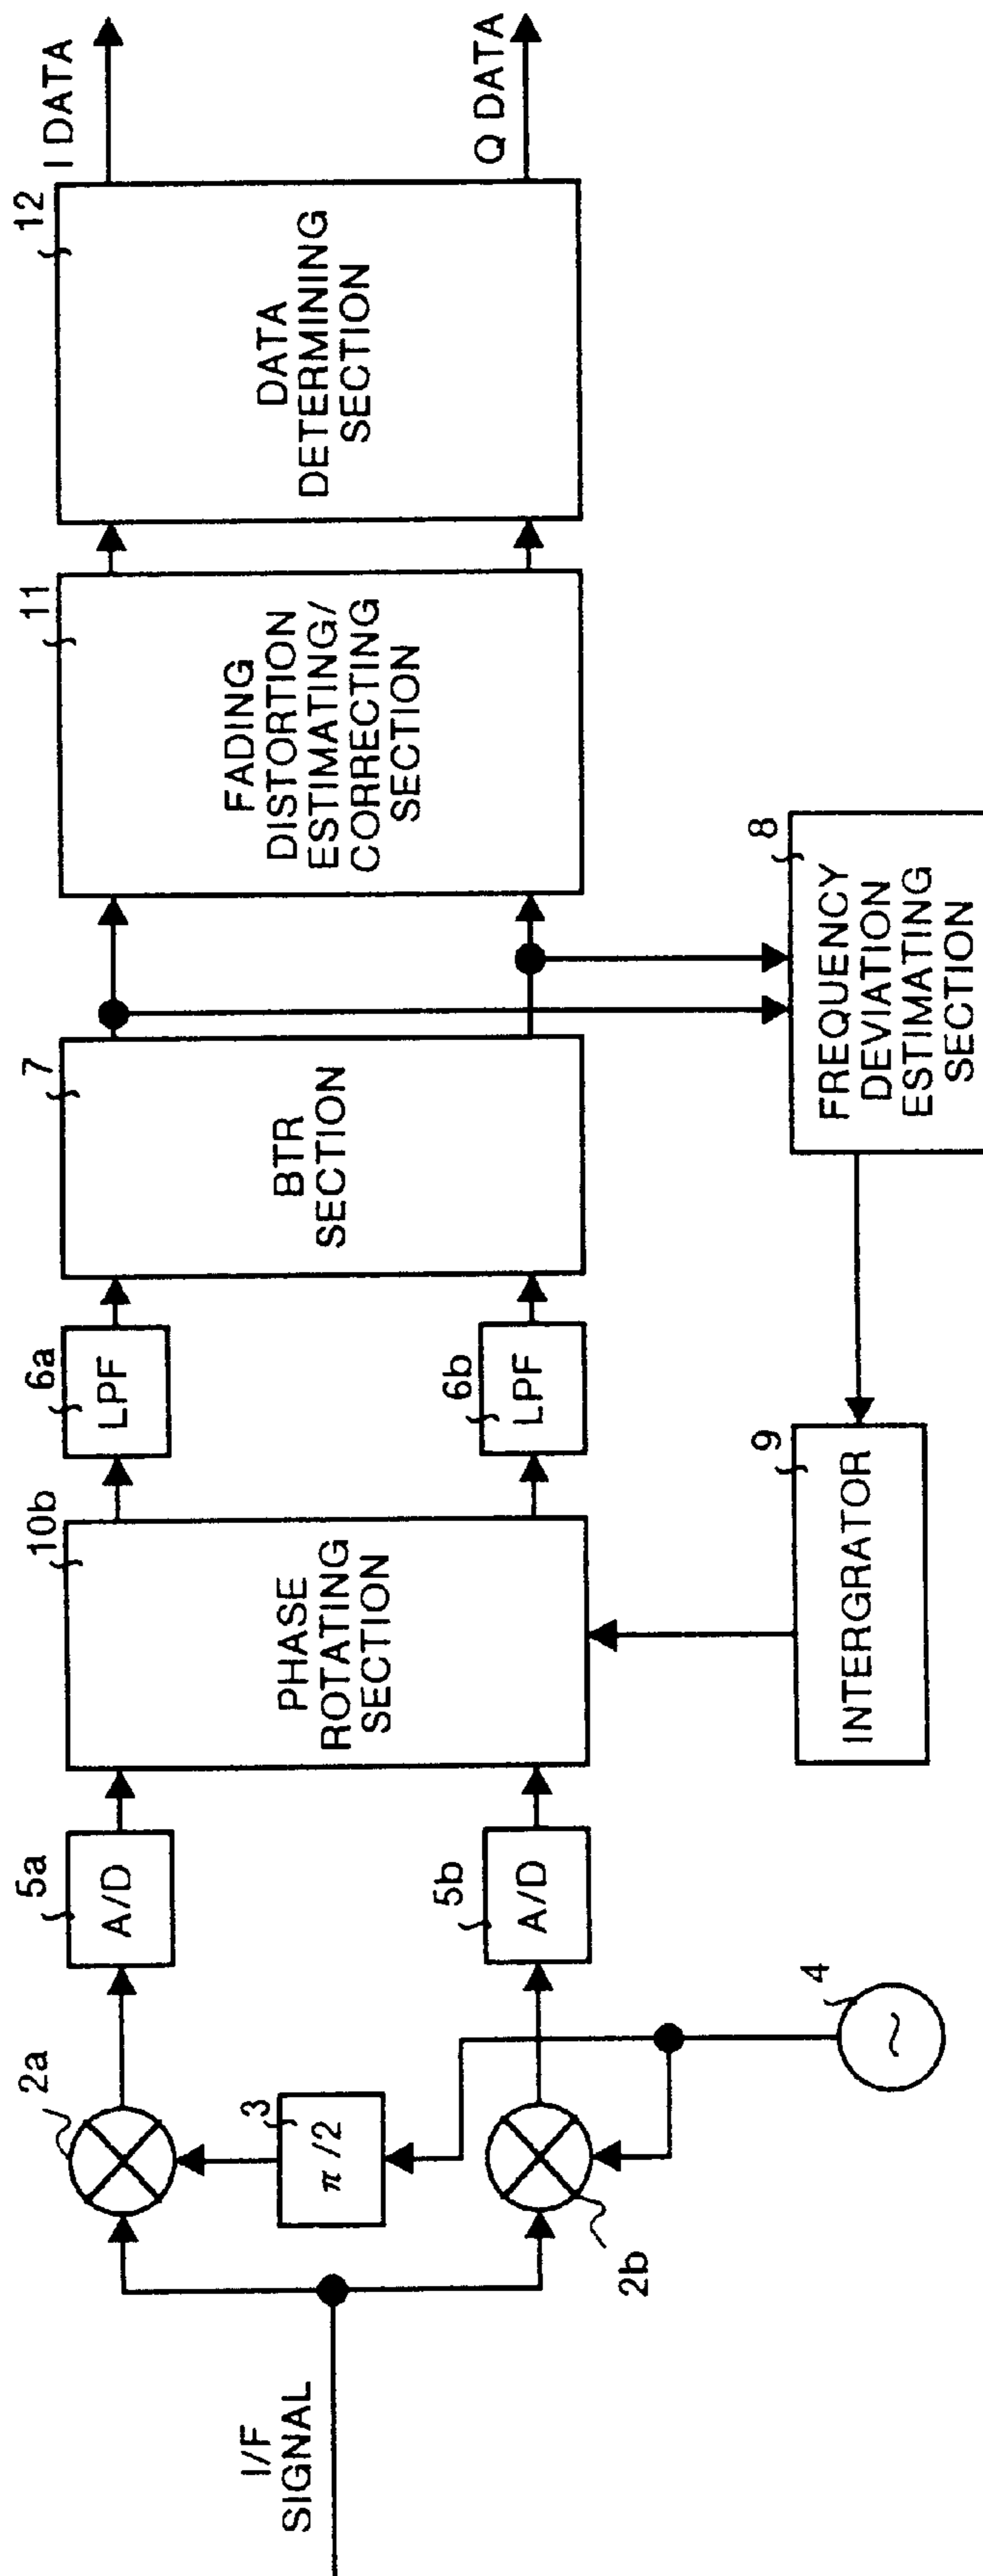 I/F
SIGNAL
2a
2b
3
π/2
4
~
5a
A/D
5b
A/D
10b
PHASE
ROTATING
SECTION
6a
LPF
6b
LPF
7
BTR
SECTION
9
INTERGRATOR
8
FREQUENCY
DEVIATION
ESTIMATING
SECTION
11
FADING
DISTORTION
ESTIMATING/
CORRECTING
SECTION
12
DATA
DETERMINING
SECTION
I DATA
Q DATA